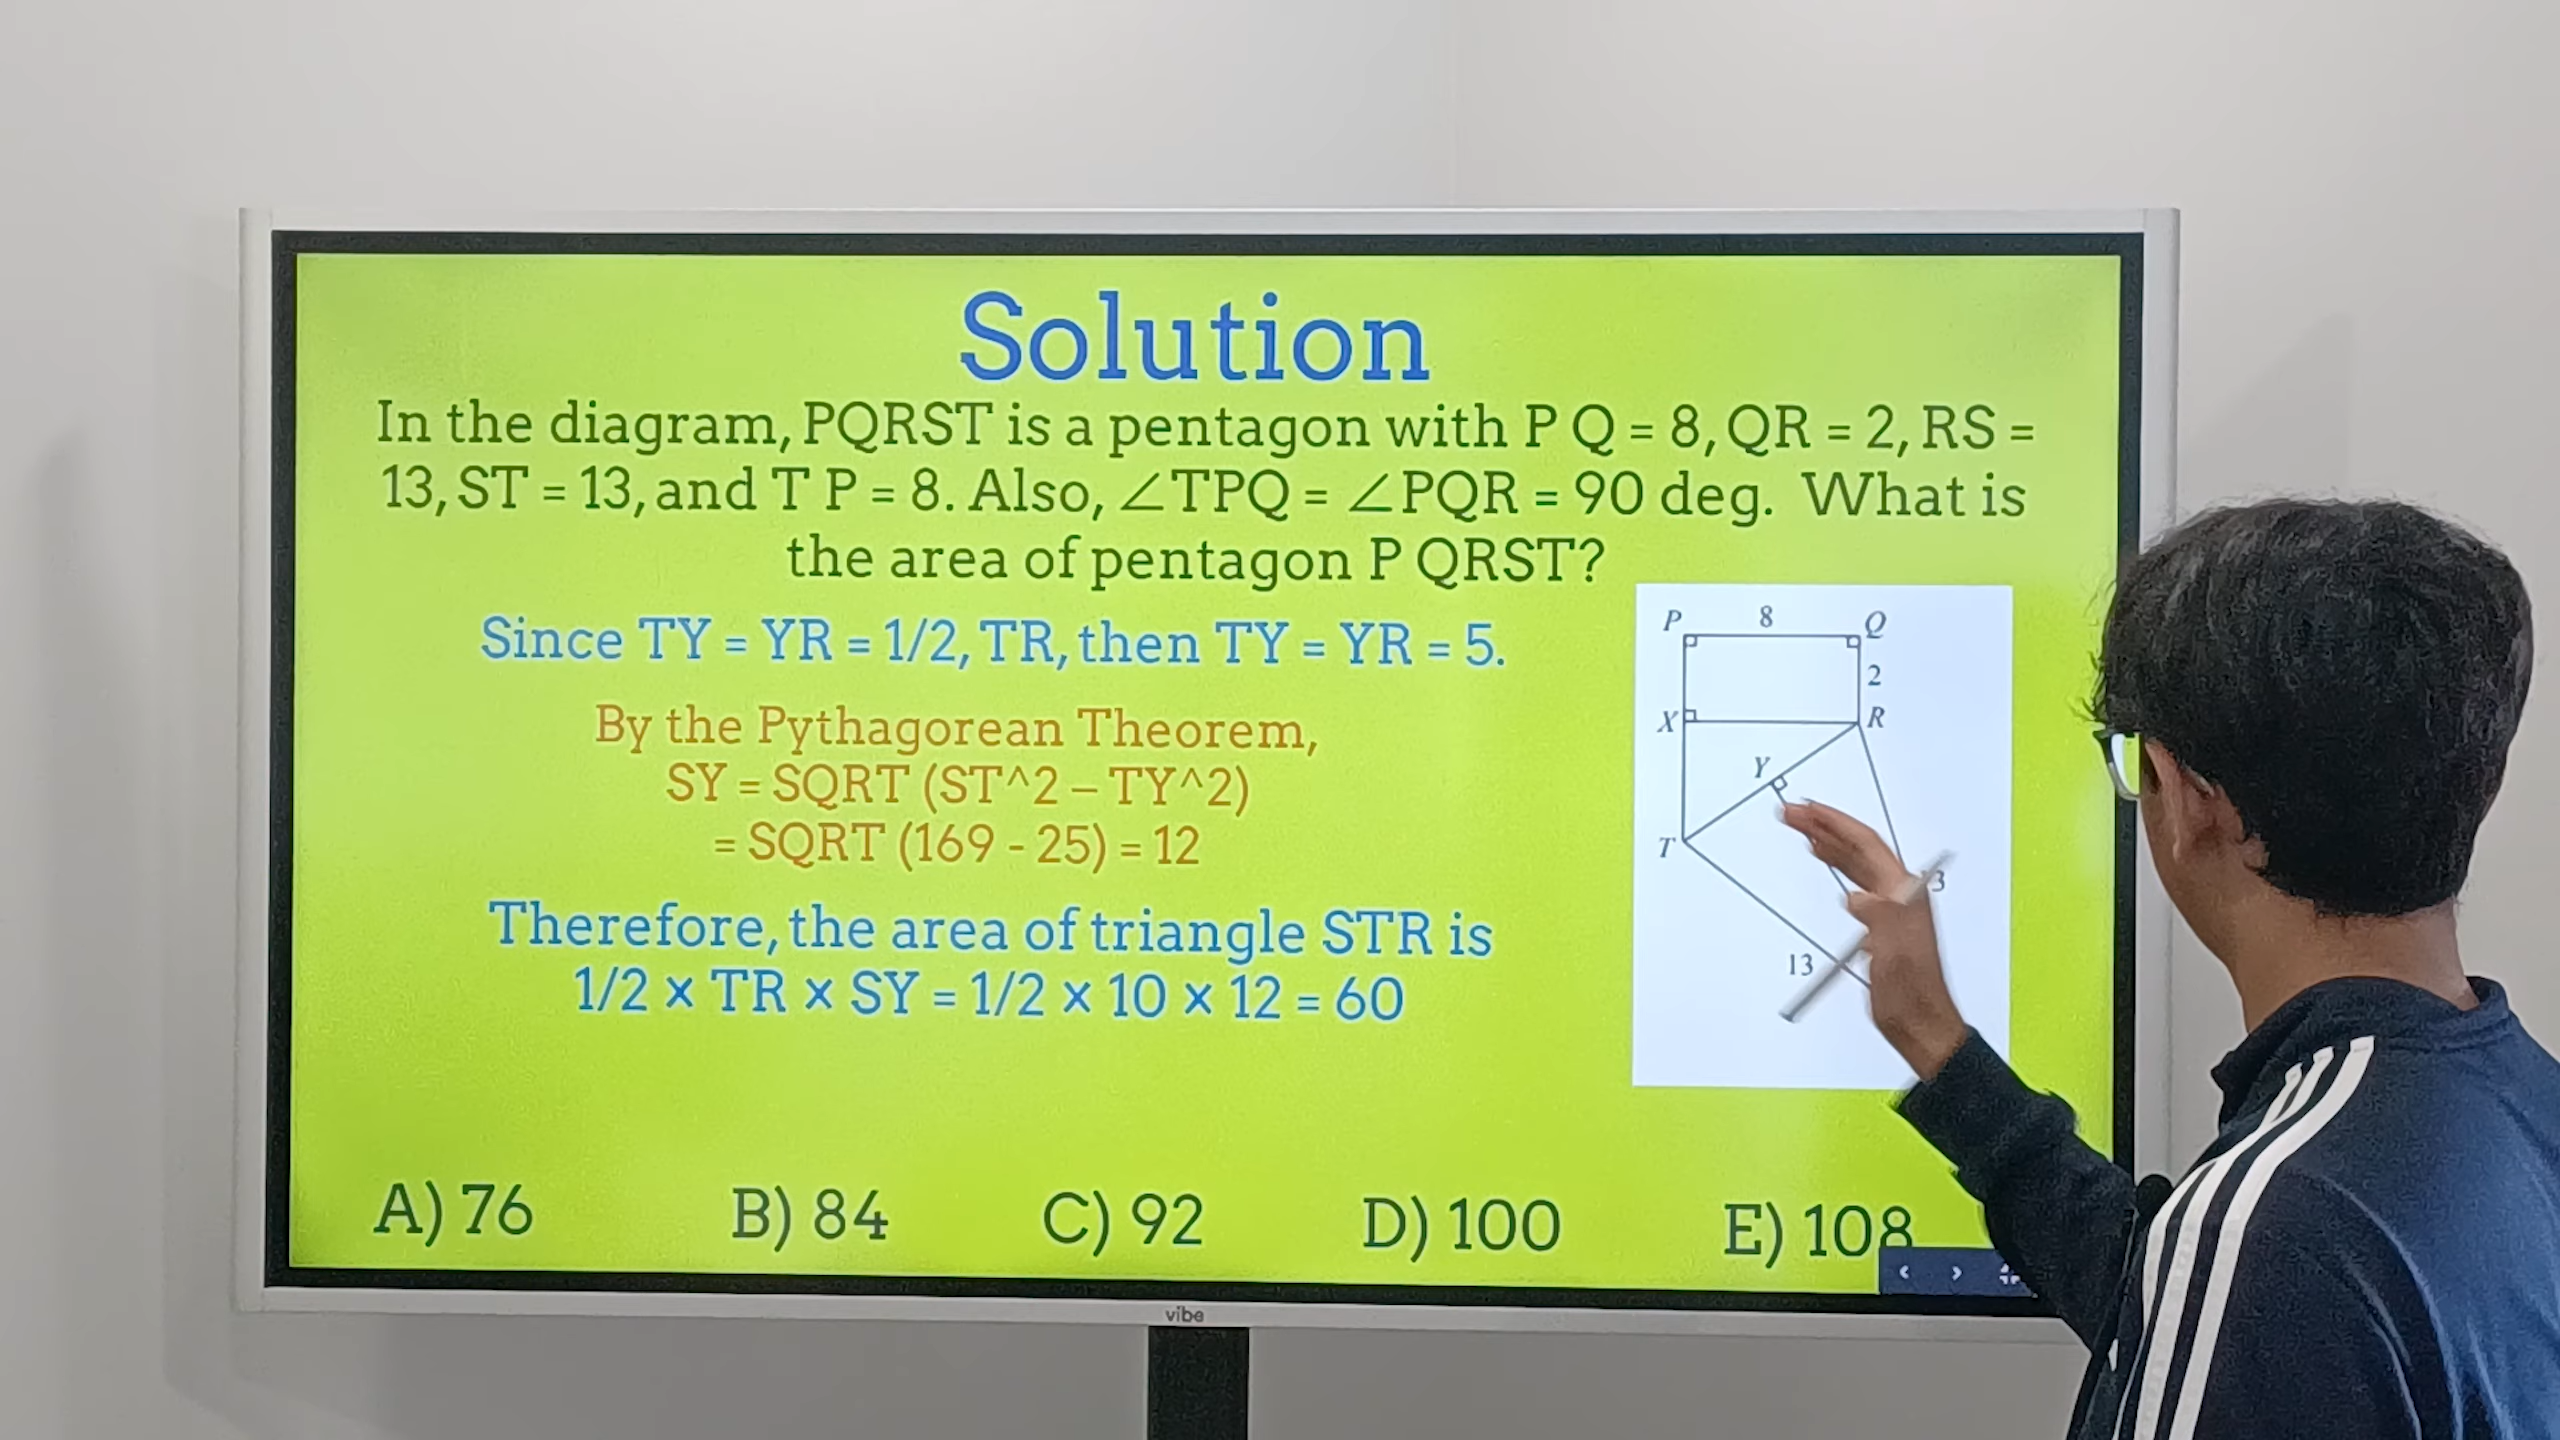 Solution
In the diagram, PQRST is a pentagon with P Q = 8, QR = 2, RS =
13, ST = 13, and T P = 8. Also, ∠TPQ = ∠PQR = 90 deg. What is
the area of pentagon P QRST?
Since TY = YR = 1/2, TR, then TY = YR = 5.
By the Pythagorean Theorem,
SY = SQRT (ST^2 – TY^2)
= SQRT (169 - 25) = 12
Therefore, the area of triangle STR is
1/2 x TR x SY = 1/2 x 10 x 12 = 60
P 8 Q
2
X R
Y
T
3
13
A) 76 B) 84 C) 92 D) 100 E) 108
vibe